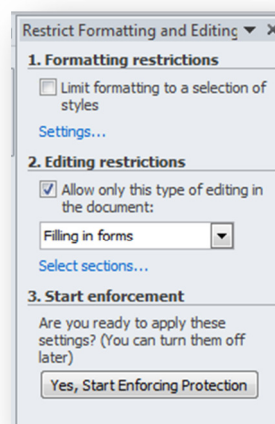 Restrict Formatting and Editing
1. Formatting restrictions
Limit formatting to a selection of
styles
Settings...
2. Editing restrictions
Allow only this type of editing in
the document:
Filling in forms
Select sections...
3. Start enforcement
Are you ready to apply these
settings? (You can turn them off
later)
Yes, Start Enforcing Protection